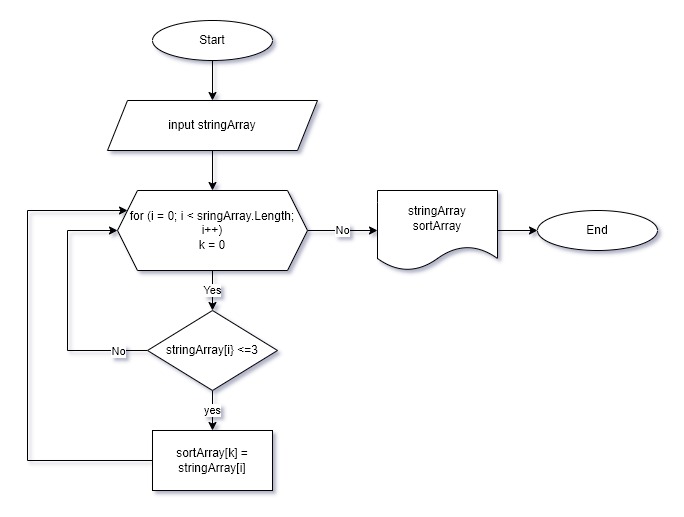 Start
input stringArray
for (i = 0; i < sringArray.Length;
i++)
k = 0
No
stringArray
sortArray
End
Yes
stringArray[i} <=3
No
yes
sortArray[k] =
stringArray[i]